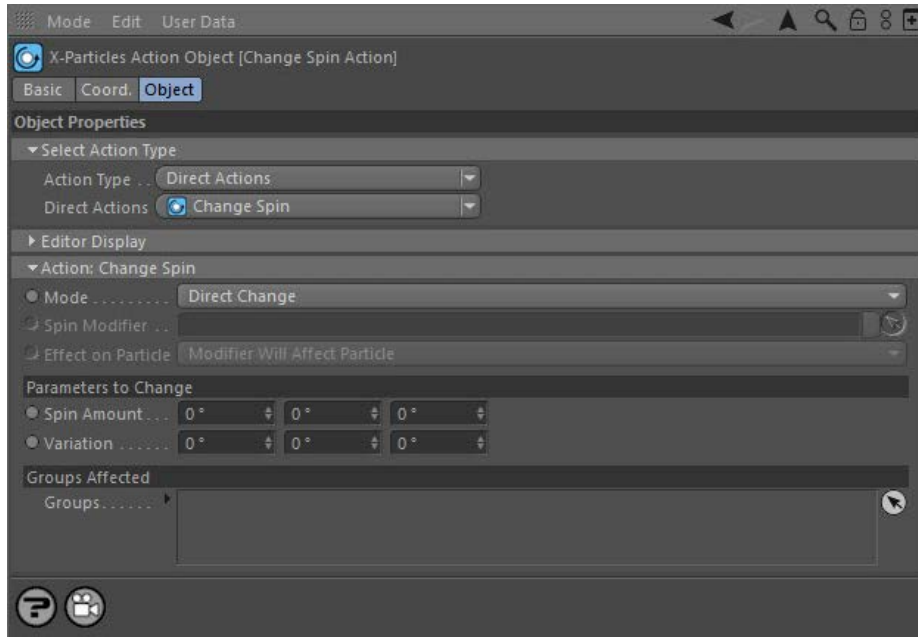 Mode Edit User Data
X-Particles Action Object [Change Spin Action]
Basic Coord. Object
Object Properties
Select Action Type
Action Type . . Direct Actions
Direct Actions Change Spin
Editor Display
Action: Change Spin
Mode . . . . . . . . . Direct Change
Spin Modifier . .
Effect on Particle Modifier Will Affect Particle
Parameters to Change
Spin Amount . . . 0 ° 0 ° 0 °
Variation . . . . . . 0 ° 0 ° 0 °
Groups Affected
Groups. . . . . .